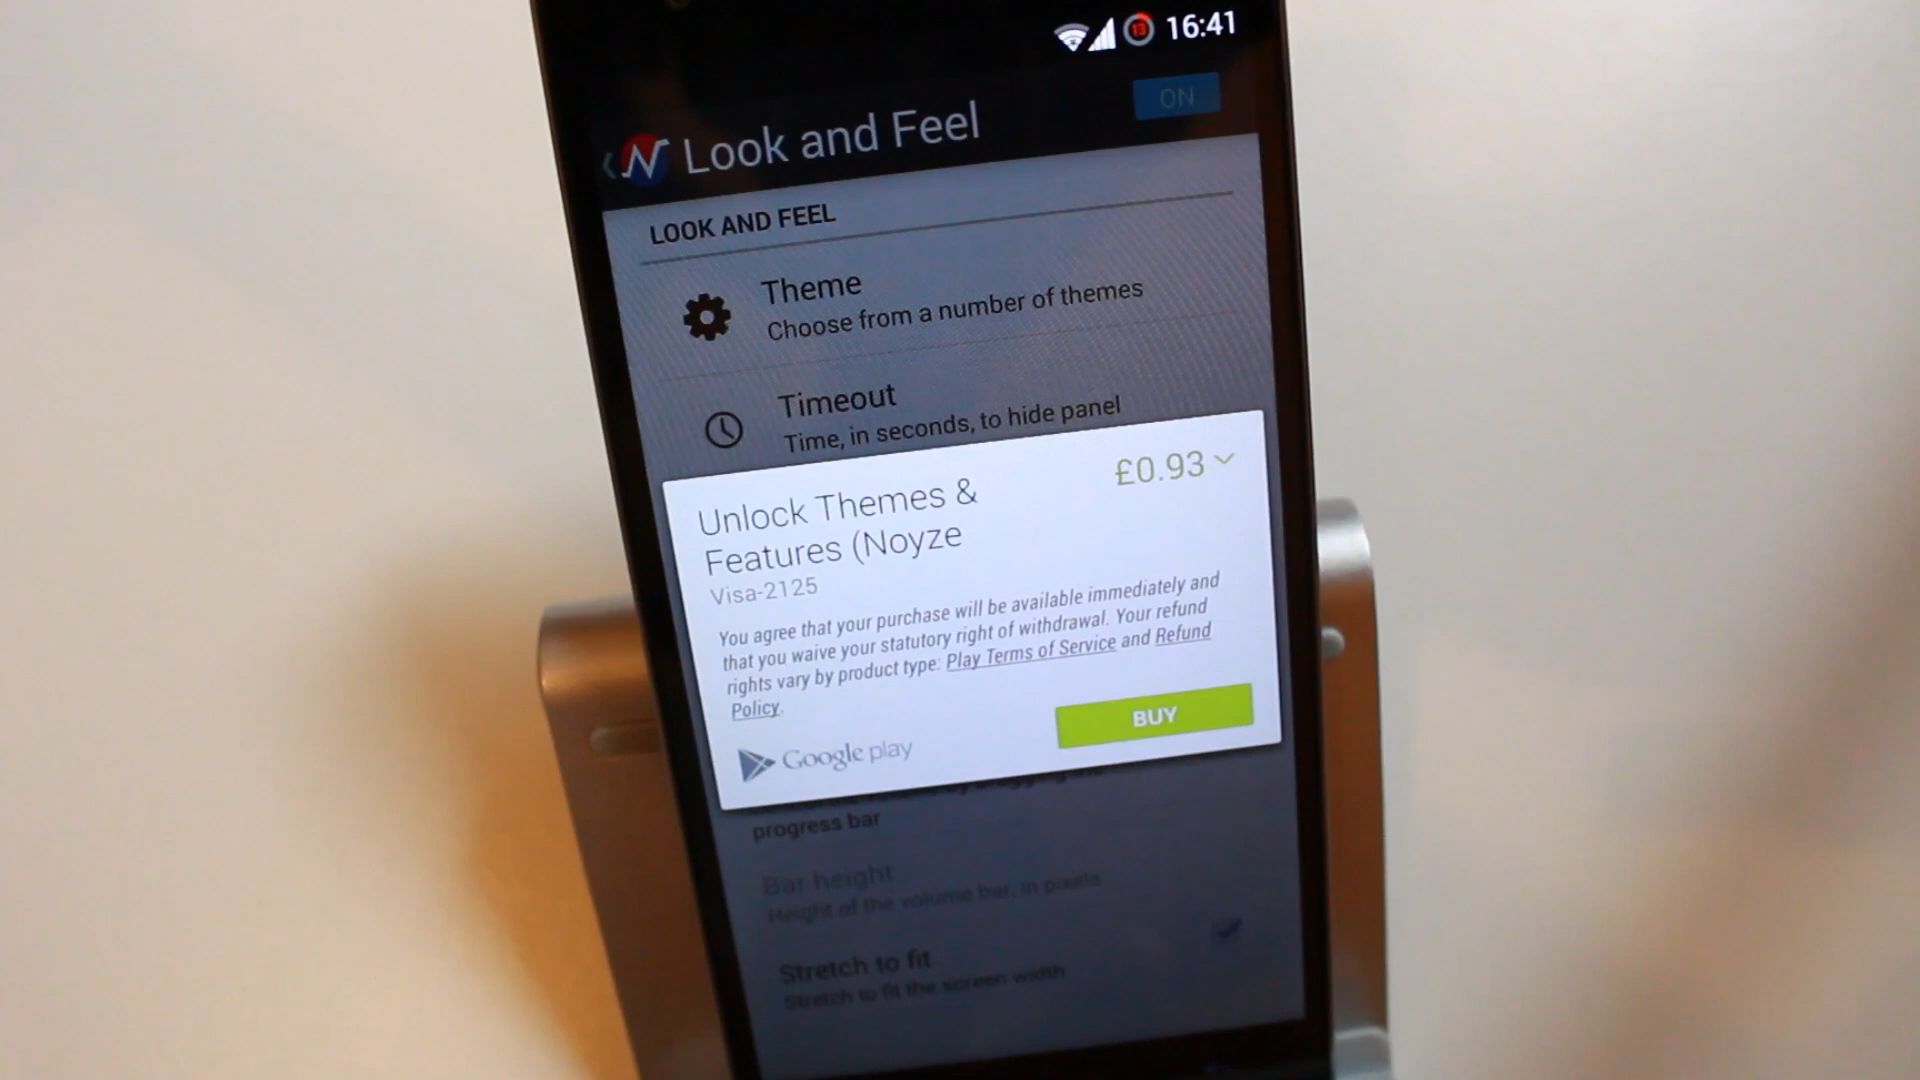 13 16:41
N Look and Feel ON
LOOK AND FEEL
Theme
Choose from a number of themes
Timeout
Time, in seconds, to hide panel
£0.93
Unlock Themes &
Features (Noyze
Visa-2125
You agree that your purchase will be available immediately and
that you waive your statutory right of withdrawal. Your refund
rights vary by product type: Play Terms of Service and Refund
Policy.
BUY
Google play
progress bar
Bar height
Height of the volume bar, in pixels
Stretch to fit
Stretch to fit the screen width